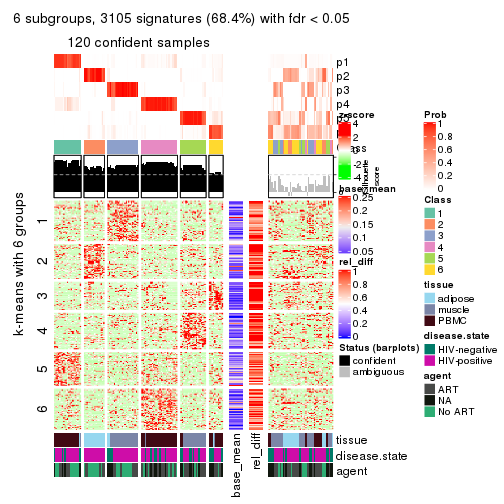 6 subgroups, 3105 signatures (68.4%) with fdr < 0.05
120 confident samples
p1
p2
p3
p4
z-score
4
2
0
-2
-4
Silhouette
score
base_mean
0.25
0.2
0.15
0.1
0.05
rel_diff
1
0.8
0.6
0.4
0.2
0
Status (barplots)
confident
ambiguous
Prob
1
0.8
0.6
0.4
0.2
0
Class
1
2
3
4
5
6
tissue
adipose
muscle
PBMC
disease.state
HIV-negative
HIV-positive
agent
ART
NA
No ART
k-means with 6 groups
1
2
3
4
5
6
base_mean
rel_diff
tissue
disease.state
agent